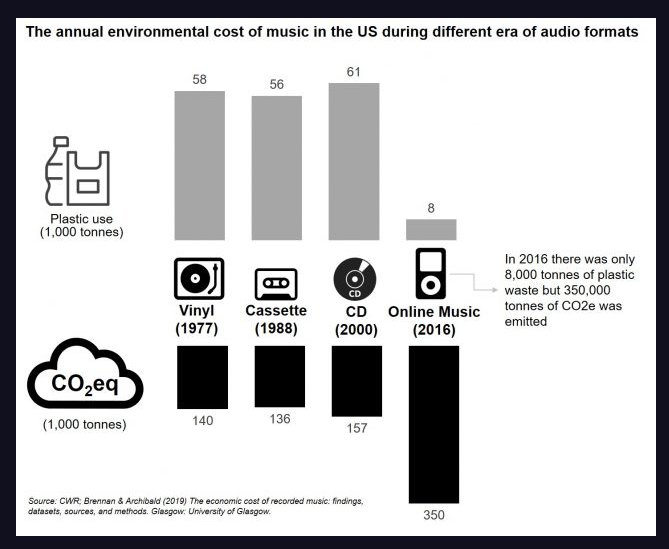 The annual environmental cost of music in the US during different era of audio formats
58
56
61
8
Plastic use
(1,000 tonnes)
In 2016 there was only
8,000 tonnes of plastic
waste but 350,000
tonnes of CO2e was
emitted
CD
Vinyl
(1977)
Cassette
(1988)
CD
(2000)
Online Music
(2016)
CO₂eq
(1,000 tonnes)
140
136
157
350
Source: CWR; Brennan & Archibald (2019) The economic cost of recorded music: findings,
datasets, sources, and methods. Glasgow: University of Glasgow.